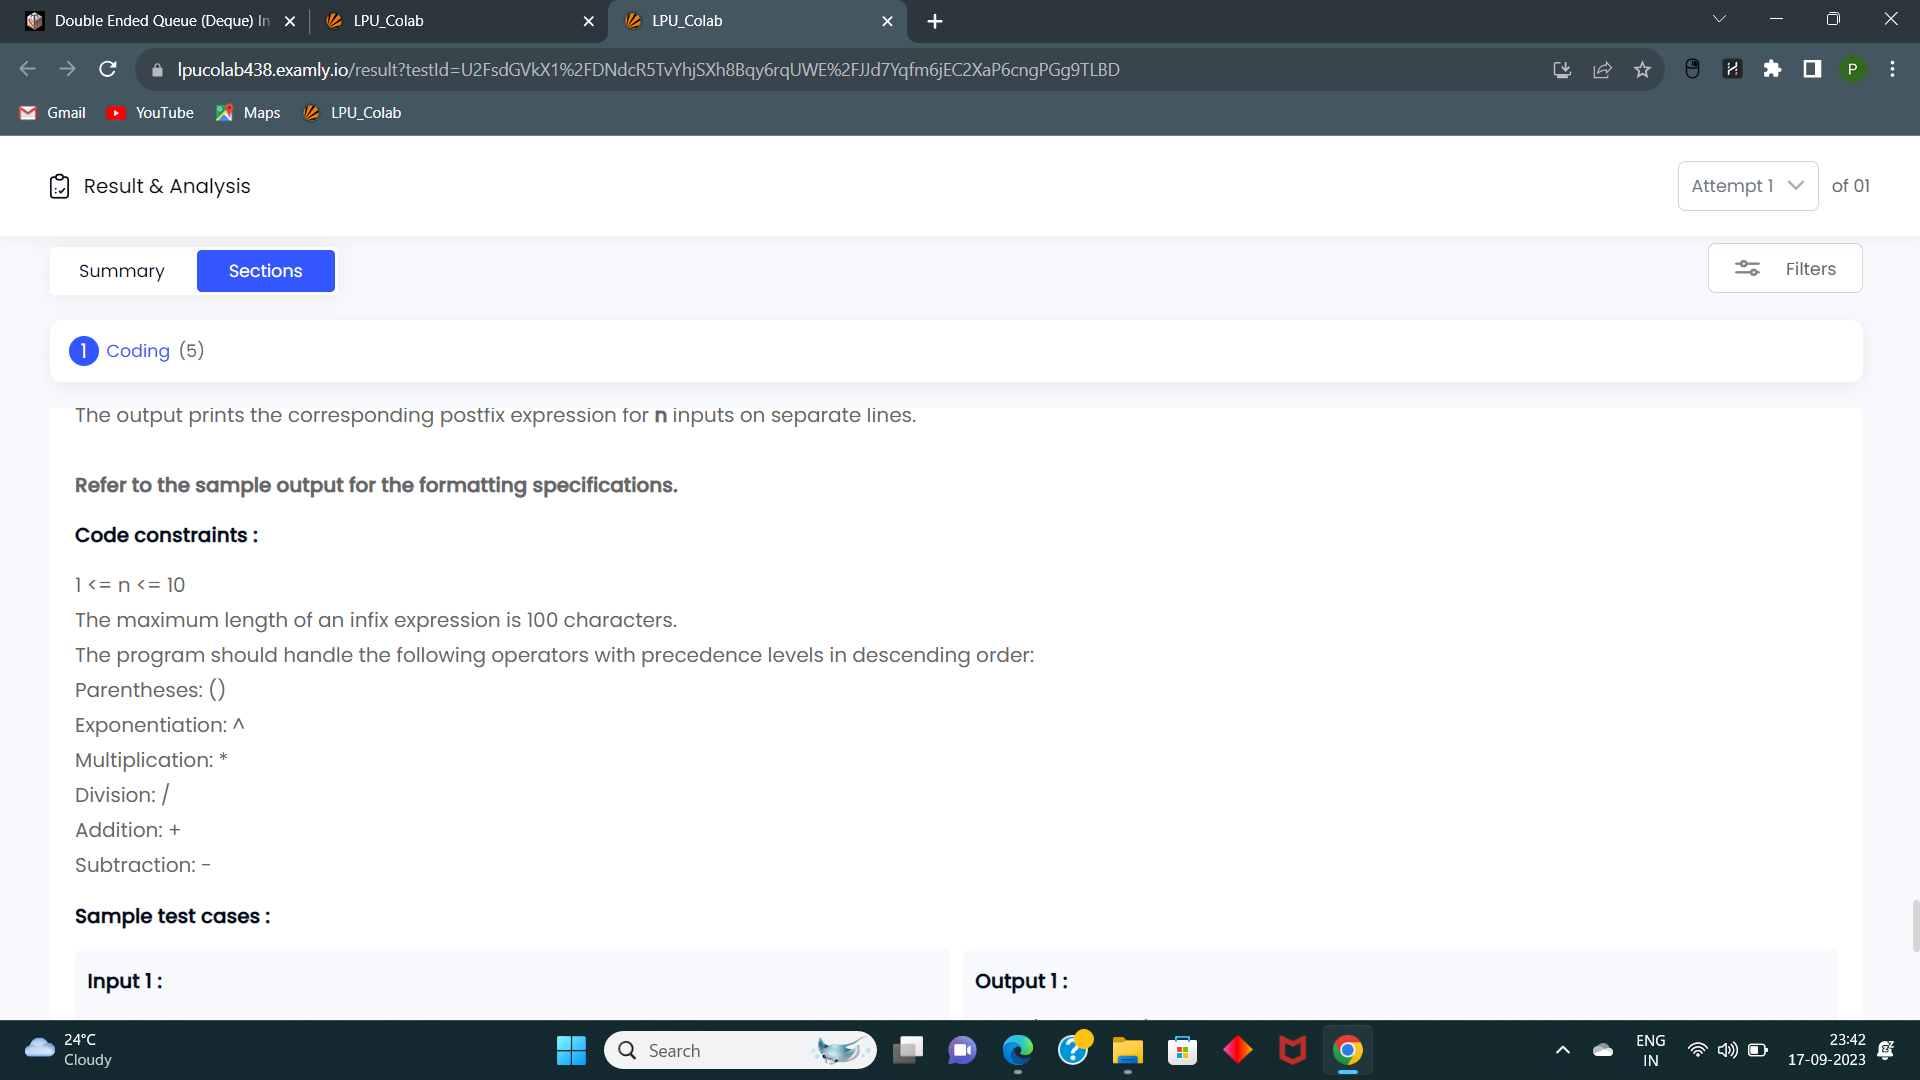 Double Ended Queue (Deque) In
LPU_Colab
LPU_Colab
lpucolab438.examly.io/result?testId=U2FsdGVkX1%2FDNdcR5TvYhjSXh8Bqy6rqUWE%2FJJd7Yqfm6jEC2XaP6cngPGg9TLBD
P
Gmail
YouTube
Maps
LPU_Colab
Result & Analysis
Attempt 1
of 01
Summary
Sections
Filters
1 Coding (5)
The output prints the corresponding postfix expression for n inputs on separate lines.
Refer to the sample output for the formatting specifications.
Code constraints :
1 <= n <= 10
The maximum length of an infix expression is 100 characters.
The program should handle the following operators with precedence levels in descending order:
Parentheses: ()
Exponentiation: ^
Multiplication: *
Division: /
Addition: +
Subtraction: -
Sample test cases :
Input 1 :
Output 1 :
24°C
Cloudy
Search
ENG
IN
23:42
17-09-2023